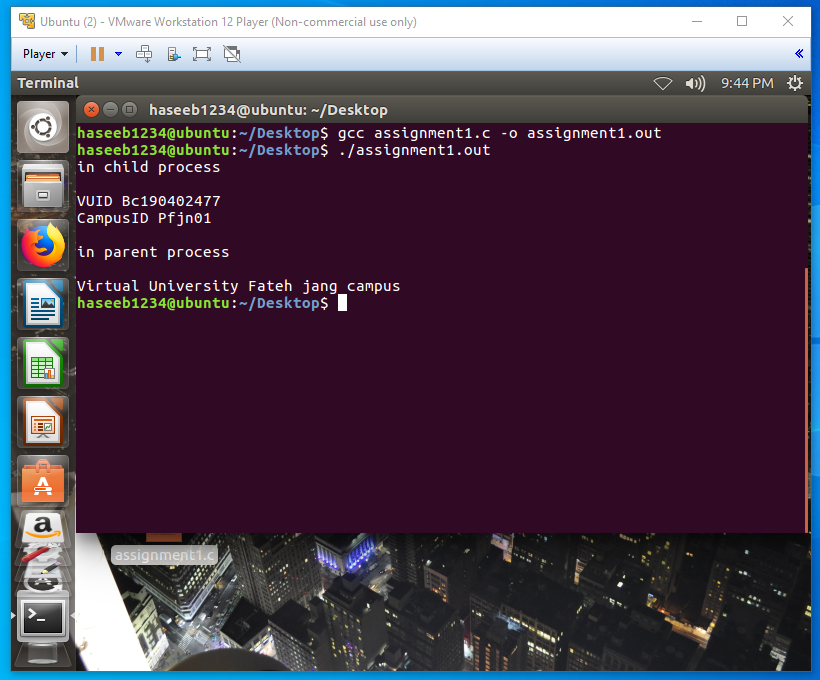 Ubuntu (2) - VMware Workstation 12 Player (Non-commercial use only)
Player
Terminal
9:44 PM
haseeb1234@ubuntu: ~/Desktop
haseeb1234@ubuntu:~/Desktop$ gcc assignment1.c -o assignment1.out
haseeb1234@ubuntu:~/Desktop$ ./assignment1.out
in child process
VUID Bc190402477
CampusID Pfjn01
in parent process
Virtual University Fateh jang campus
haseeb1234@ubuntu:~/Desktop$
assignment1.c